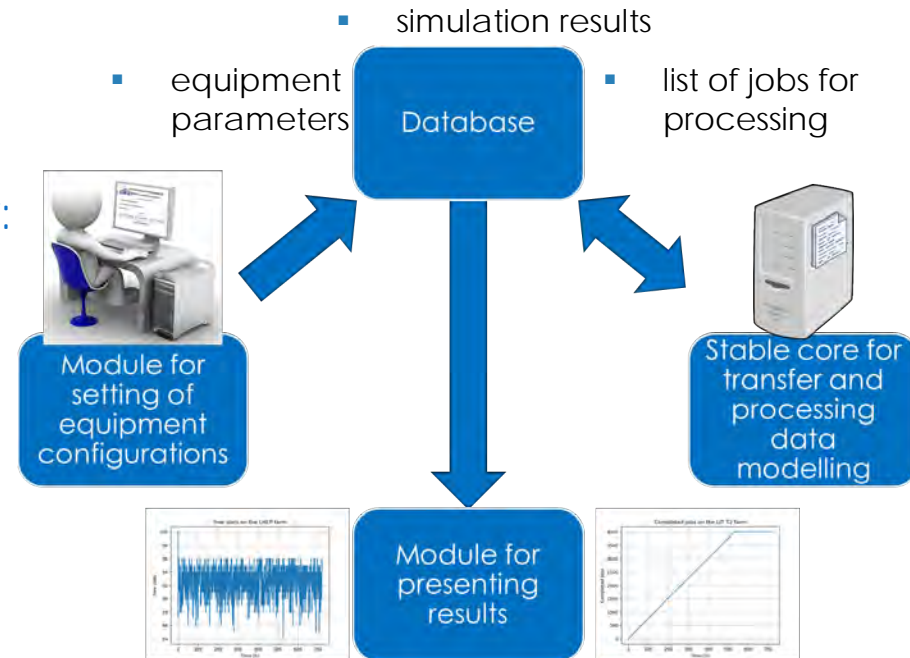 ▪ simulation results
▪ equipment
parameters
Database
▪ list of jobs for
processing
:
Module for
setting of
equipment
configurations
Stable core for
transfer and
processing
data
modelling
Module for
presenting
results